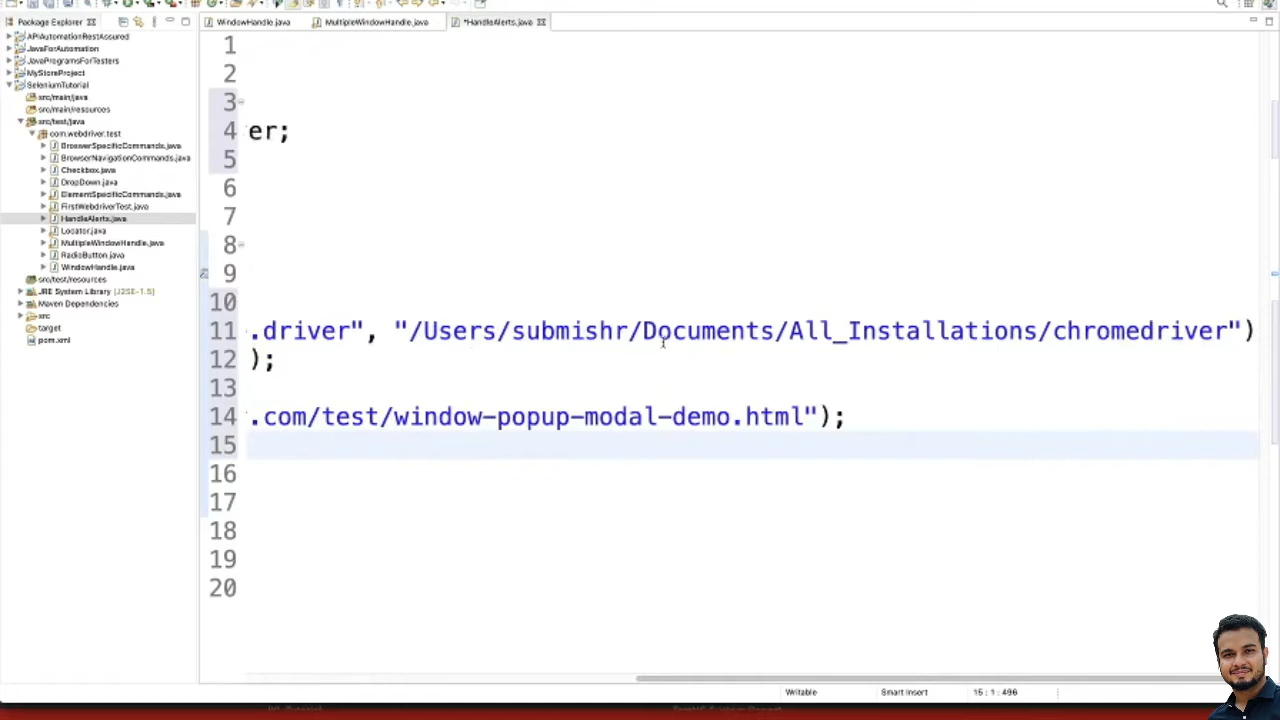 Package Explorer
WindowHandle.java
MultipleWindowHandle.java
*HandleAlerts.java
APIAutomationRestAssured
JavaForAutomation
JavaProgramsForTesters
MyStoreProject
SeleniumTutorial
src/main/java
src/main/resources
src/test/java
com.webdriver.test
BrowserSpecificCommands.java
BrowserNavigationCommands.java
Checkbox.java
DropDown.java
ElementSpecificCommands.java
FirstWebdriverTest.java
HandleAlerts.java
Locator.java
MultipleWindowHandle.java
RadioButton.java
WindowHandle.java
src/test/resources
JRE System Library [J2SE-1.5]
Maven Dependencies
src
target
pom.xml
1
2
3
4 er;
5
6
7
8
9
10
11 .driver", "/Users/submishr/Documents/All_Installations/chromedriver")
12 );
13
14 .com/test/window-popup-modal-demo.html");
15
16
17
18
19
20
Writable
Smart Insert
15 : 1 : 496